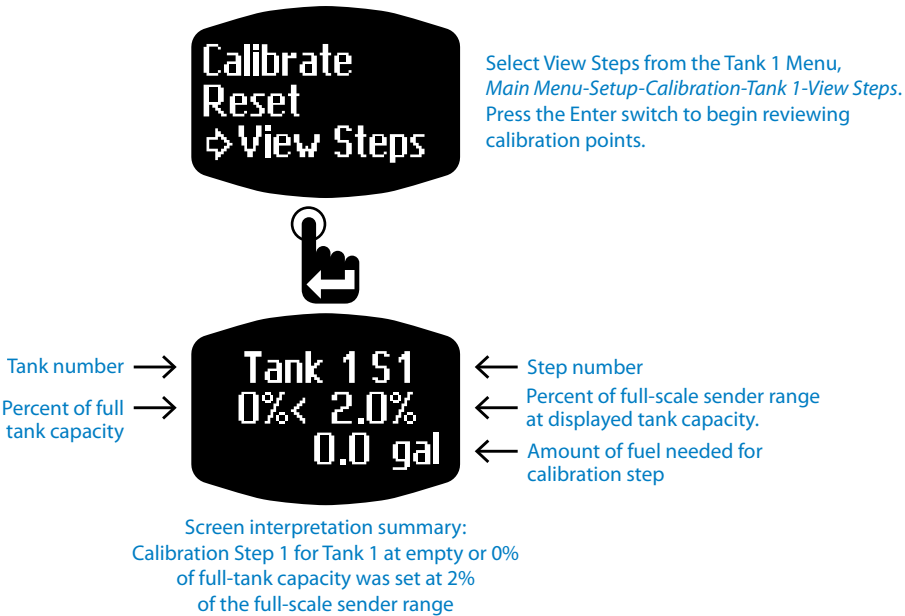 Calibrate
Reset
View Steps
Select View Steps from the Tank 1 Menu,
Main Menu-Setup-Calibration-Tank 1-View Steps.
Press the Enter switch to begin reviewing
calibration points.
Tank number
Percent of full
tank capacity
Tank 1 S1
0%< 2.0%
0.0 gal
Step number
Percent of full-scale sender range
at displayed tank capacity.
Amount of fuel needed for
calibration step
Screen interpretation summary:
Calibration Step 1 for Tank 1 at empty or 0%
of full-tank capacity was set at 2%
of the full-scale sender range